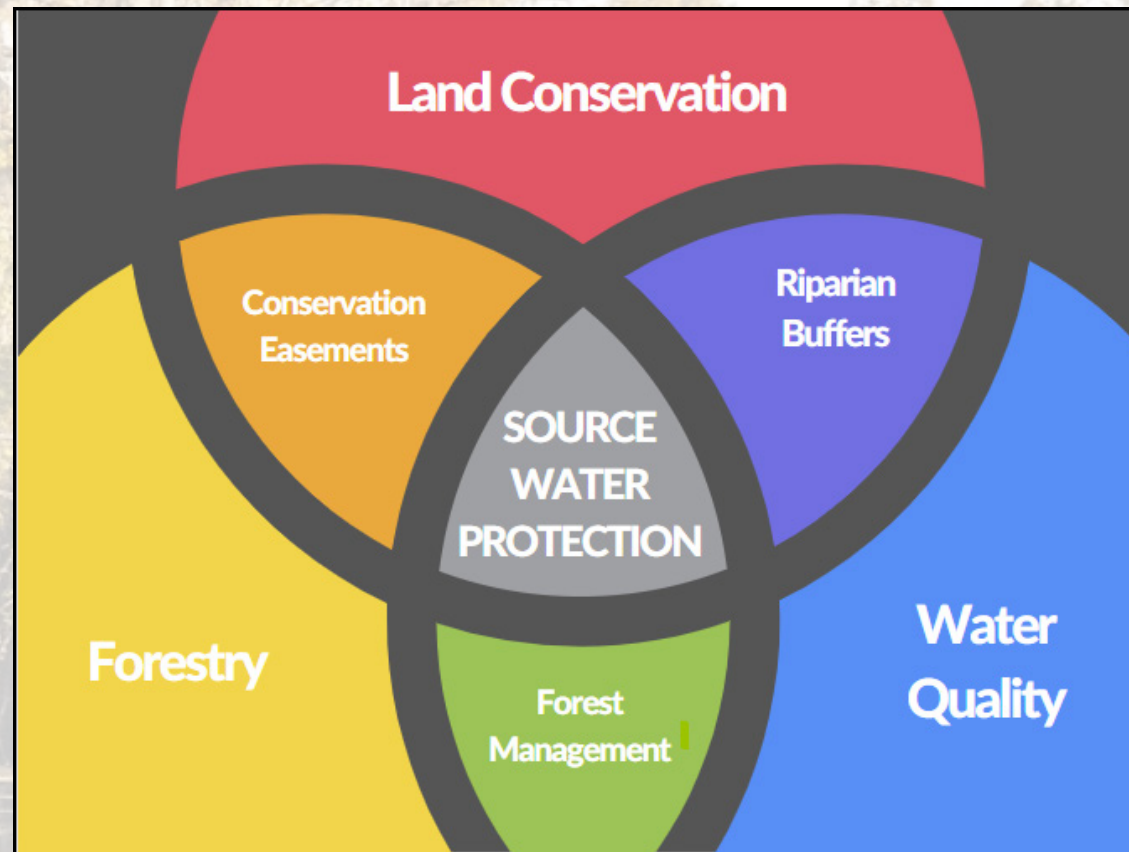 Land Conservation
Conservation
Easements
Riparian
Buffers
SOURCE
WATER
PROTECTION
Forestry
Water
Quality
Forest
Management